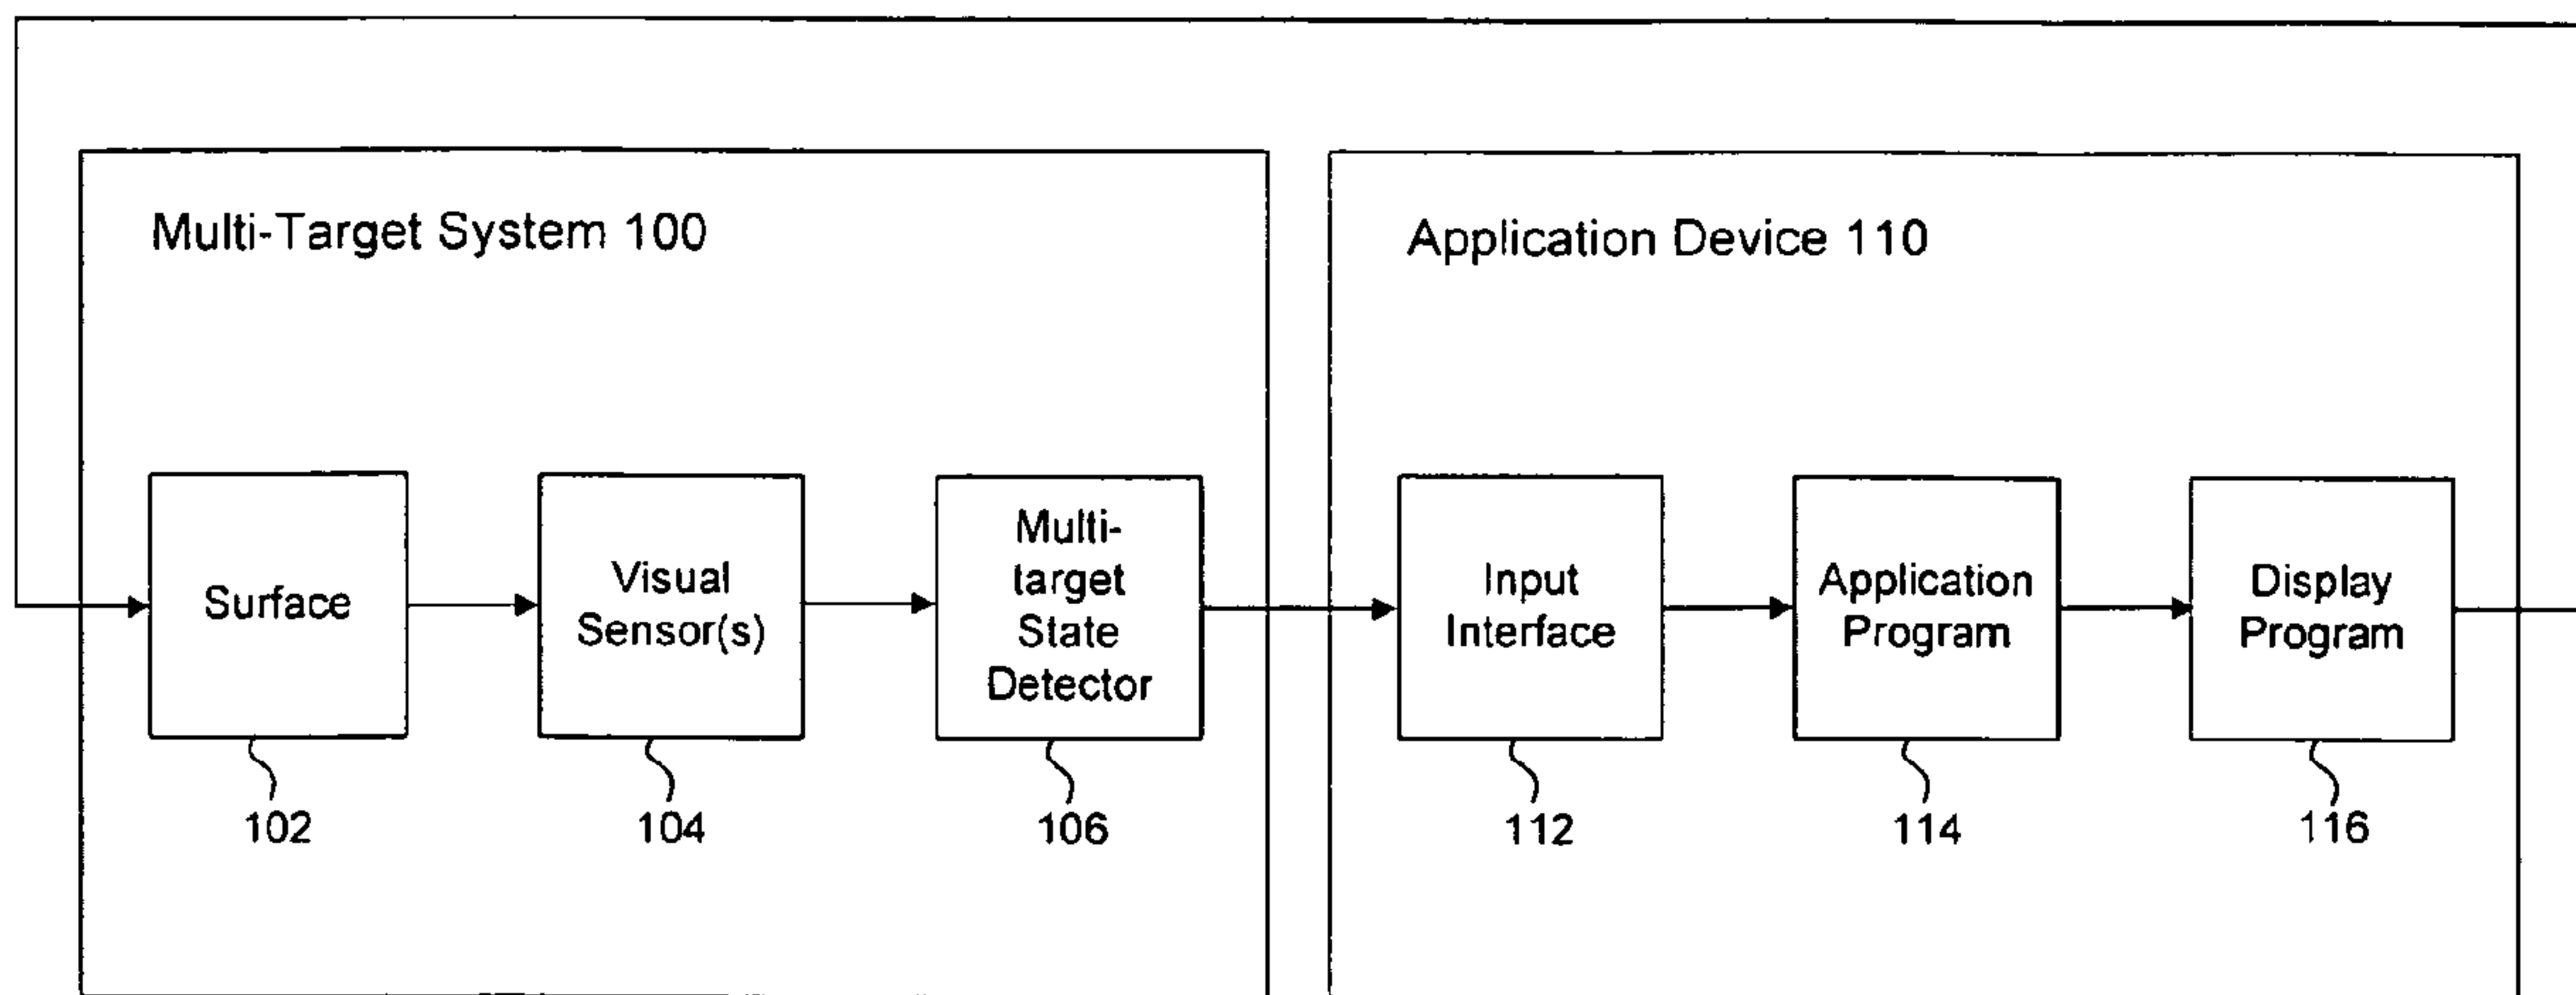 Multi-Target System 100
Application Device 110
Surface
Visual
Sensor(s)
Multi-
target
State
Detector
Input
Interface
Application
Program
Display
Program
102
104
106
112
114
116